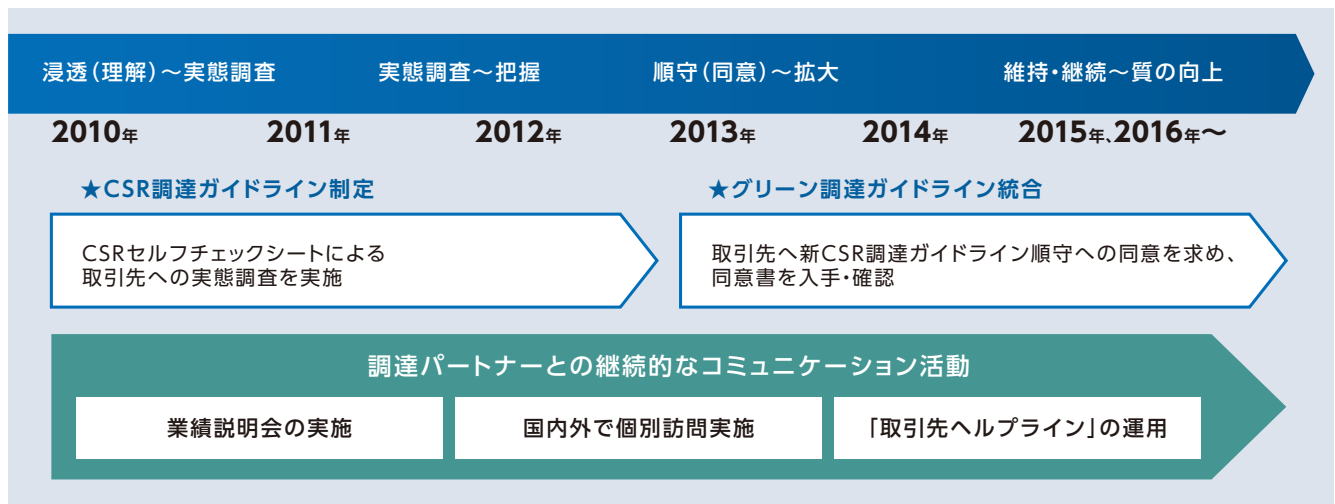 浸透(理解)～実態調査 実態調査～把握 順守(同意)～拡大 維持・継続～質の向上
2010年 2011年 2012年 2013年 2014年 2015年、2016年～
★CSR調達ガイドライン制定 ★グリーン調達ガイドライン統合
CSRセルフチェックシートによる
取引先への実態調査を実施
取引先へ新CSR調達ガイドライン順守への同意を求め、
同意書を入手・確認
調達パートナーとの継続的なコミュニケーション活動
業績説明会の実施 国内外で個別訪問実施 「取引先ヘルプライン」の運用